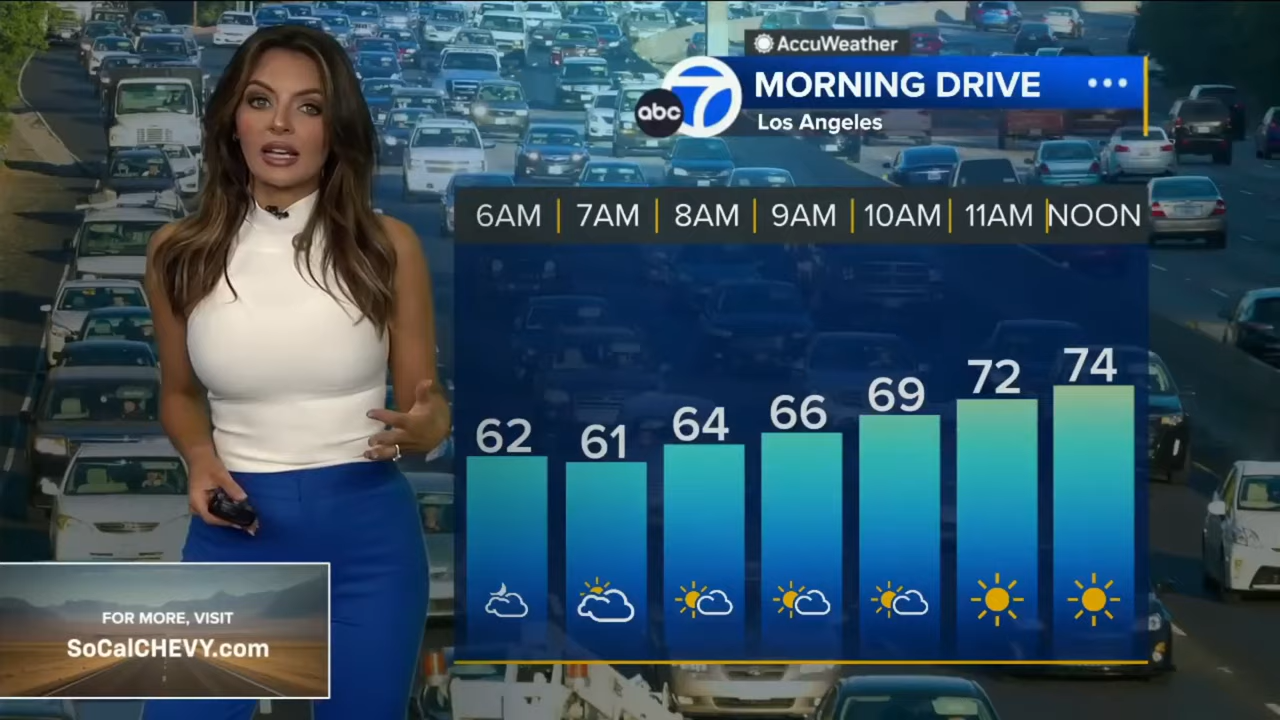 AccuWeather
abc 7
MORNING DRIVE
Los Angeles
6AM 7AM 8AM 9AM 10AM 11AM NOON
62 61 64 66 69 72 74
FOR MORE, VISIT
SoCalCHEVY.com